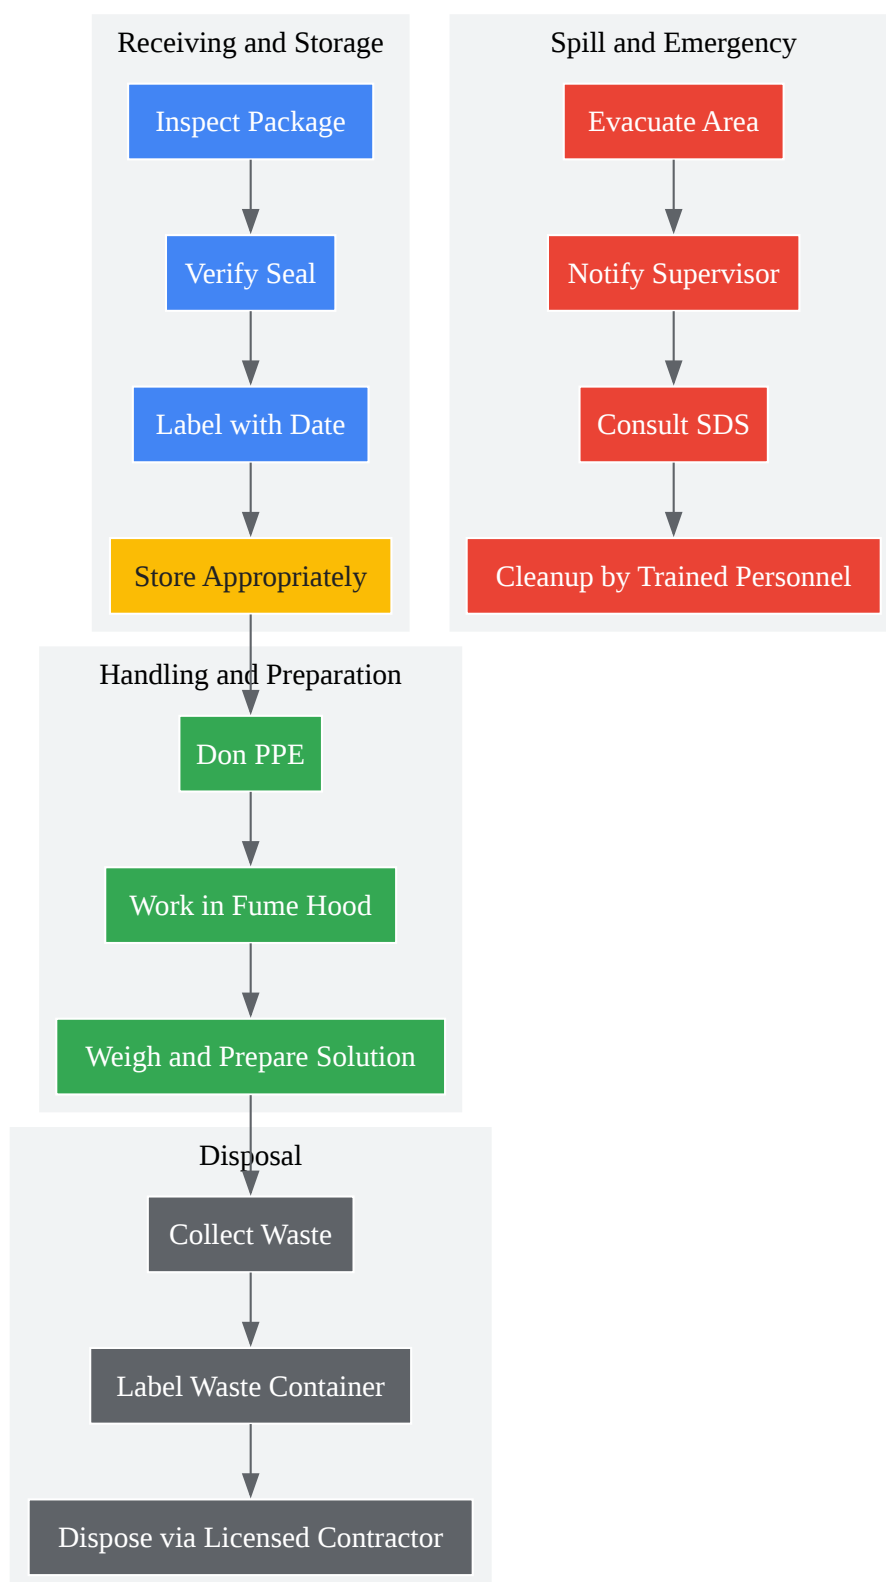 Receiving and Storage
Inspect Package
Verify Seal
Label with Date
Store Appropriately
Spill and Emergency
Evacuate Area
Notify Supervisor
Consult SDS
Cleanup by Trained Personnel
Handling and Preparation
Don PPE
Work in Fume Hood
Weigh and Prepare Solution
Disposal
Collect Waste
Label Waste Container
Dispose via Licensed Contractor